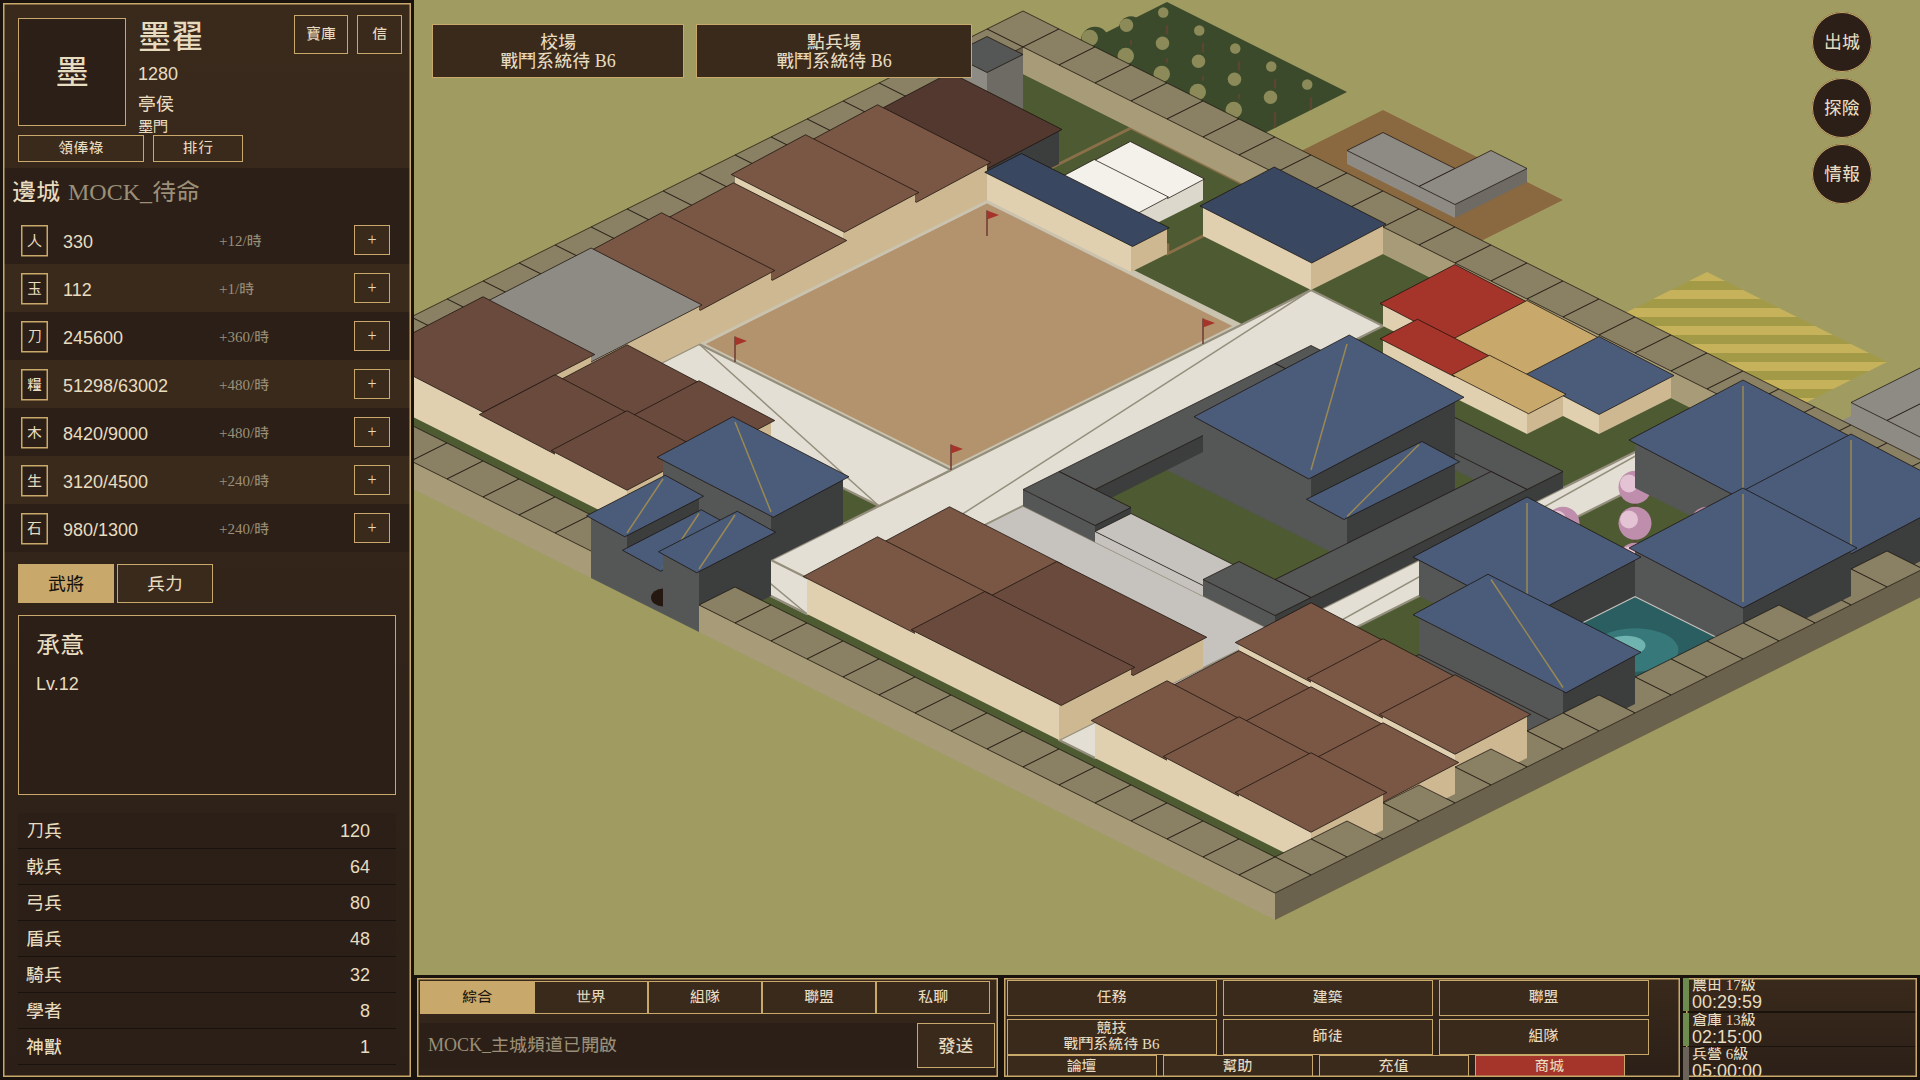 墨
墨翟
1280
亭侯
墨門
寶庫
信
領俸祿
排行
邊城 MOCK_待命
人 330 +12/時 +
玉 112 +1/時 +
刀 245600 +360/時 +
糧 51298/63002 +480/時 +
木 8420/9000 +480/時 +
生 3120/4500 +240/時 +
石 980/1300 +240/時 +
武將
兵力
承意
Lv.12
刀兵 120
戟兵 64
弓兵 80
盾兵 48
騎兵 32
學者 8
神獸 1
校場
戰鬥系統待 B6
點兵場
戰鬥系統待 B6
出城
探險
情報
綜合
世界
組隊
聯盟
私聊
MOCK_主城頻道已開啟
發送
任務
建築
聯盟
競技
戰鬥系統待 B6
師徒
組隊
論壇
幫助
充值
商城
農田 17級
00:29:59
倉庫 13級
02:15:00
兵營 6級
05:00:00